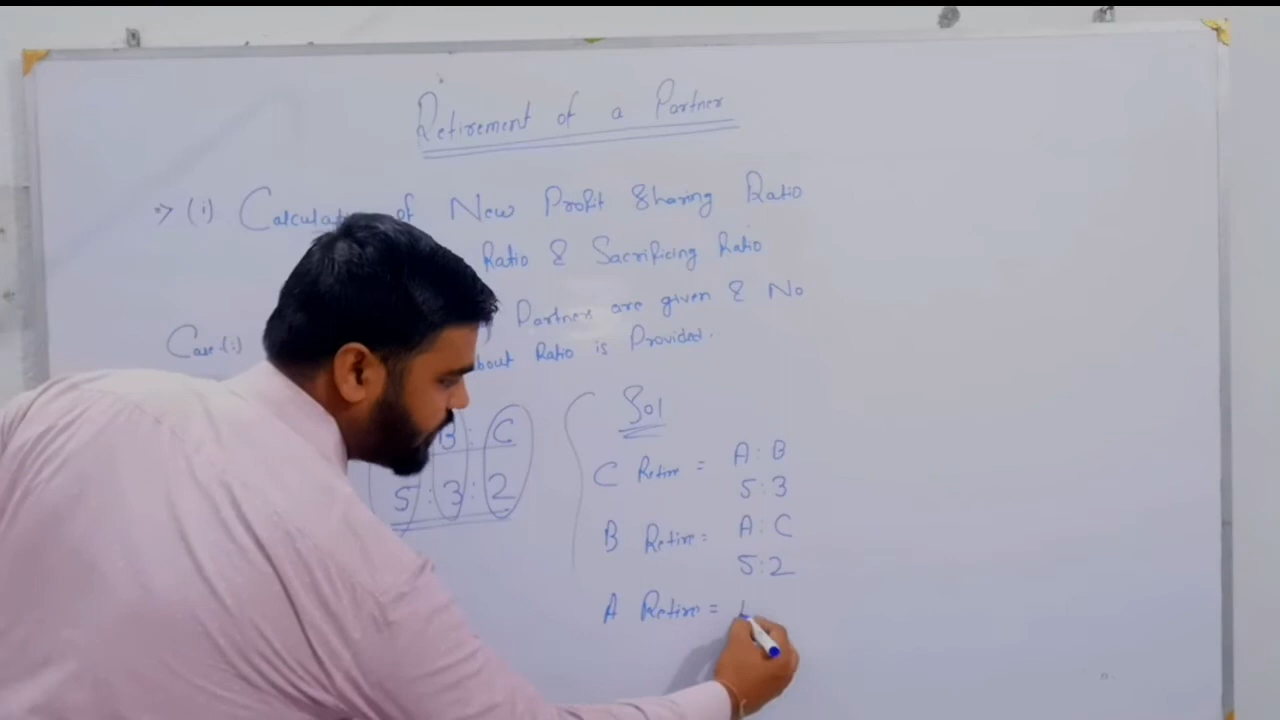 Retirement of a Partner
=> (i) Calculation of New Profit Sharing Ratio
Ratio & Sacrificing Ratio
Case (i) Partners are given & No
about Ratio is Provided.
B : C
5 : 3 : 2
Sol
C Retire = A : B
5 : 3
B Retire = A : C
5 : 2
A Retire =